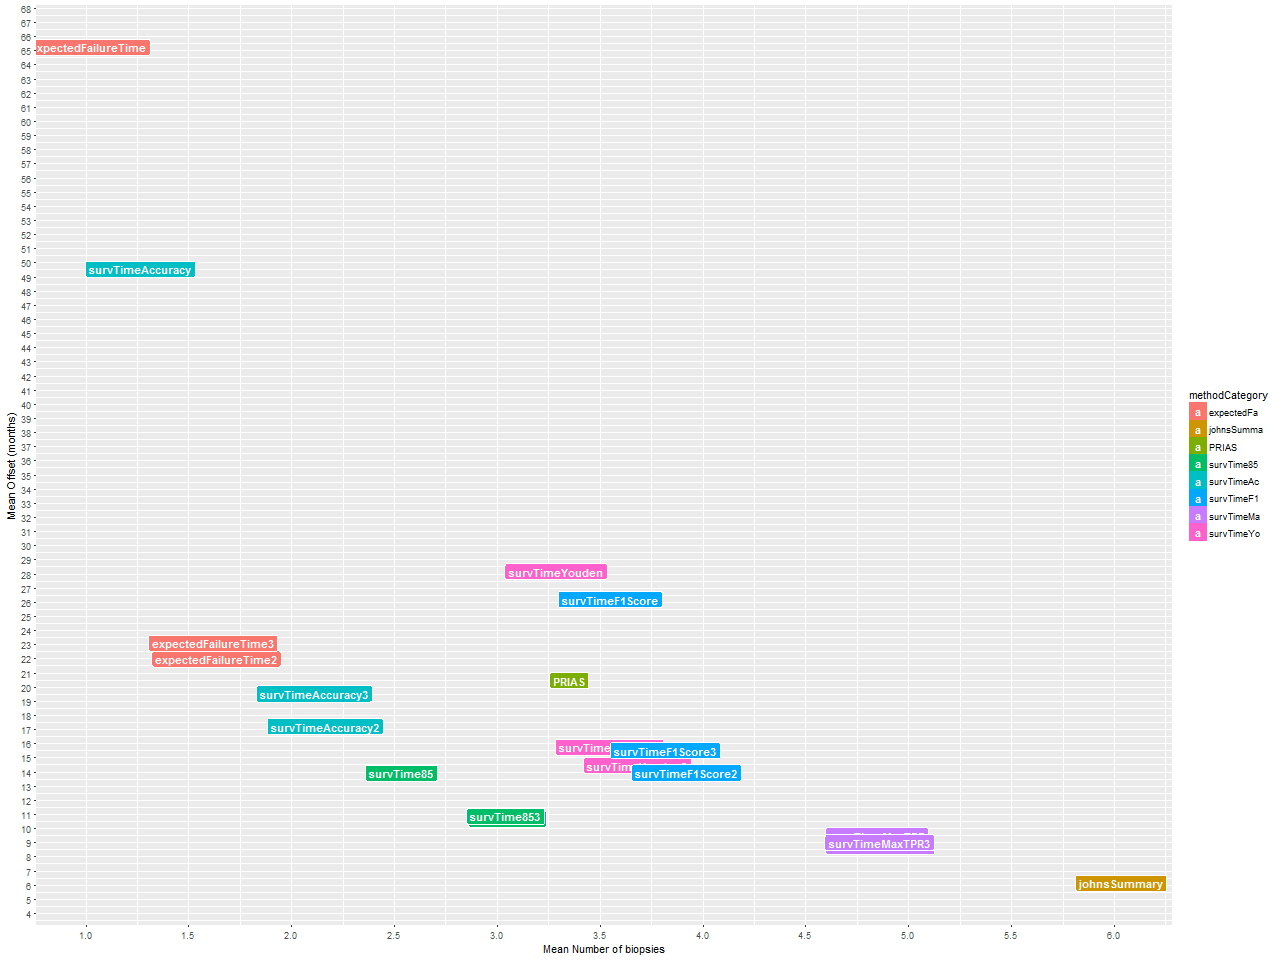 68
67
66
65
64
63
62
61
60
59
58
57
56
55
54
53
52
51
50
49
48
47
46
45
44
43
42
41
40
39
38
37
36
35
34
33
32
31
30
29
28
27
26
25
24
23
22
21
20
19
18
17
16
15
14
13
12
11
10
9
8
7
6
5
4
Mean Offset (months)
xpectedFailureTime
survTimeAccuracy
survTimeYouden
survTimeF1Score
expectedFailureTime3
expectedFailureTime2
PRIAS
survTimeAccuracy3
survTimeAccuracy2
survTime
survTimeF1Score3
survTime
survTimeF1Score2
survTime85
survTime853
survTimeMaxTPR3
johnsSummary
1.0 1.5 2.0 2.5 3.0 3.5 4.0 4.5 5.0 5.5 6.0
Mean Number of biopsies
methodCategory
a expectedFa
a johnsSumma
a PRIAS
a survTime85
a survTimeAc
a survTimeF1
a survTimeMa
a survTimeYo